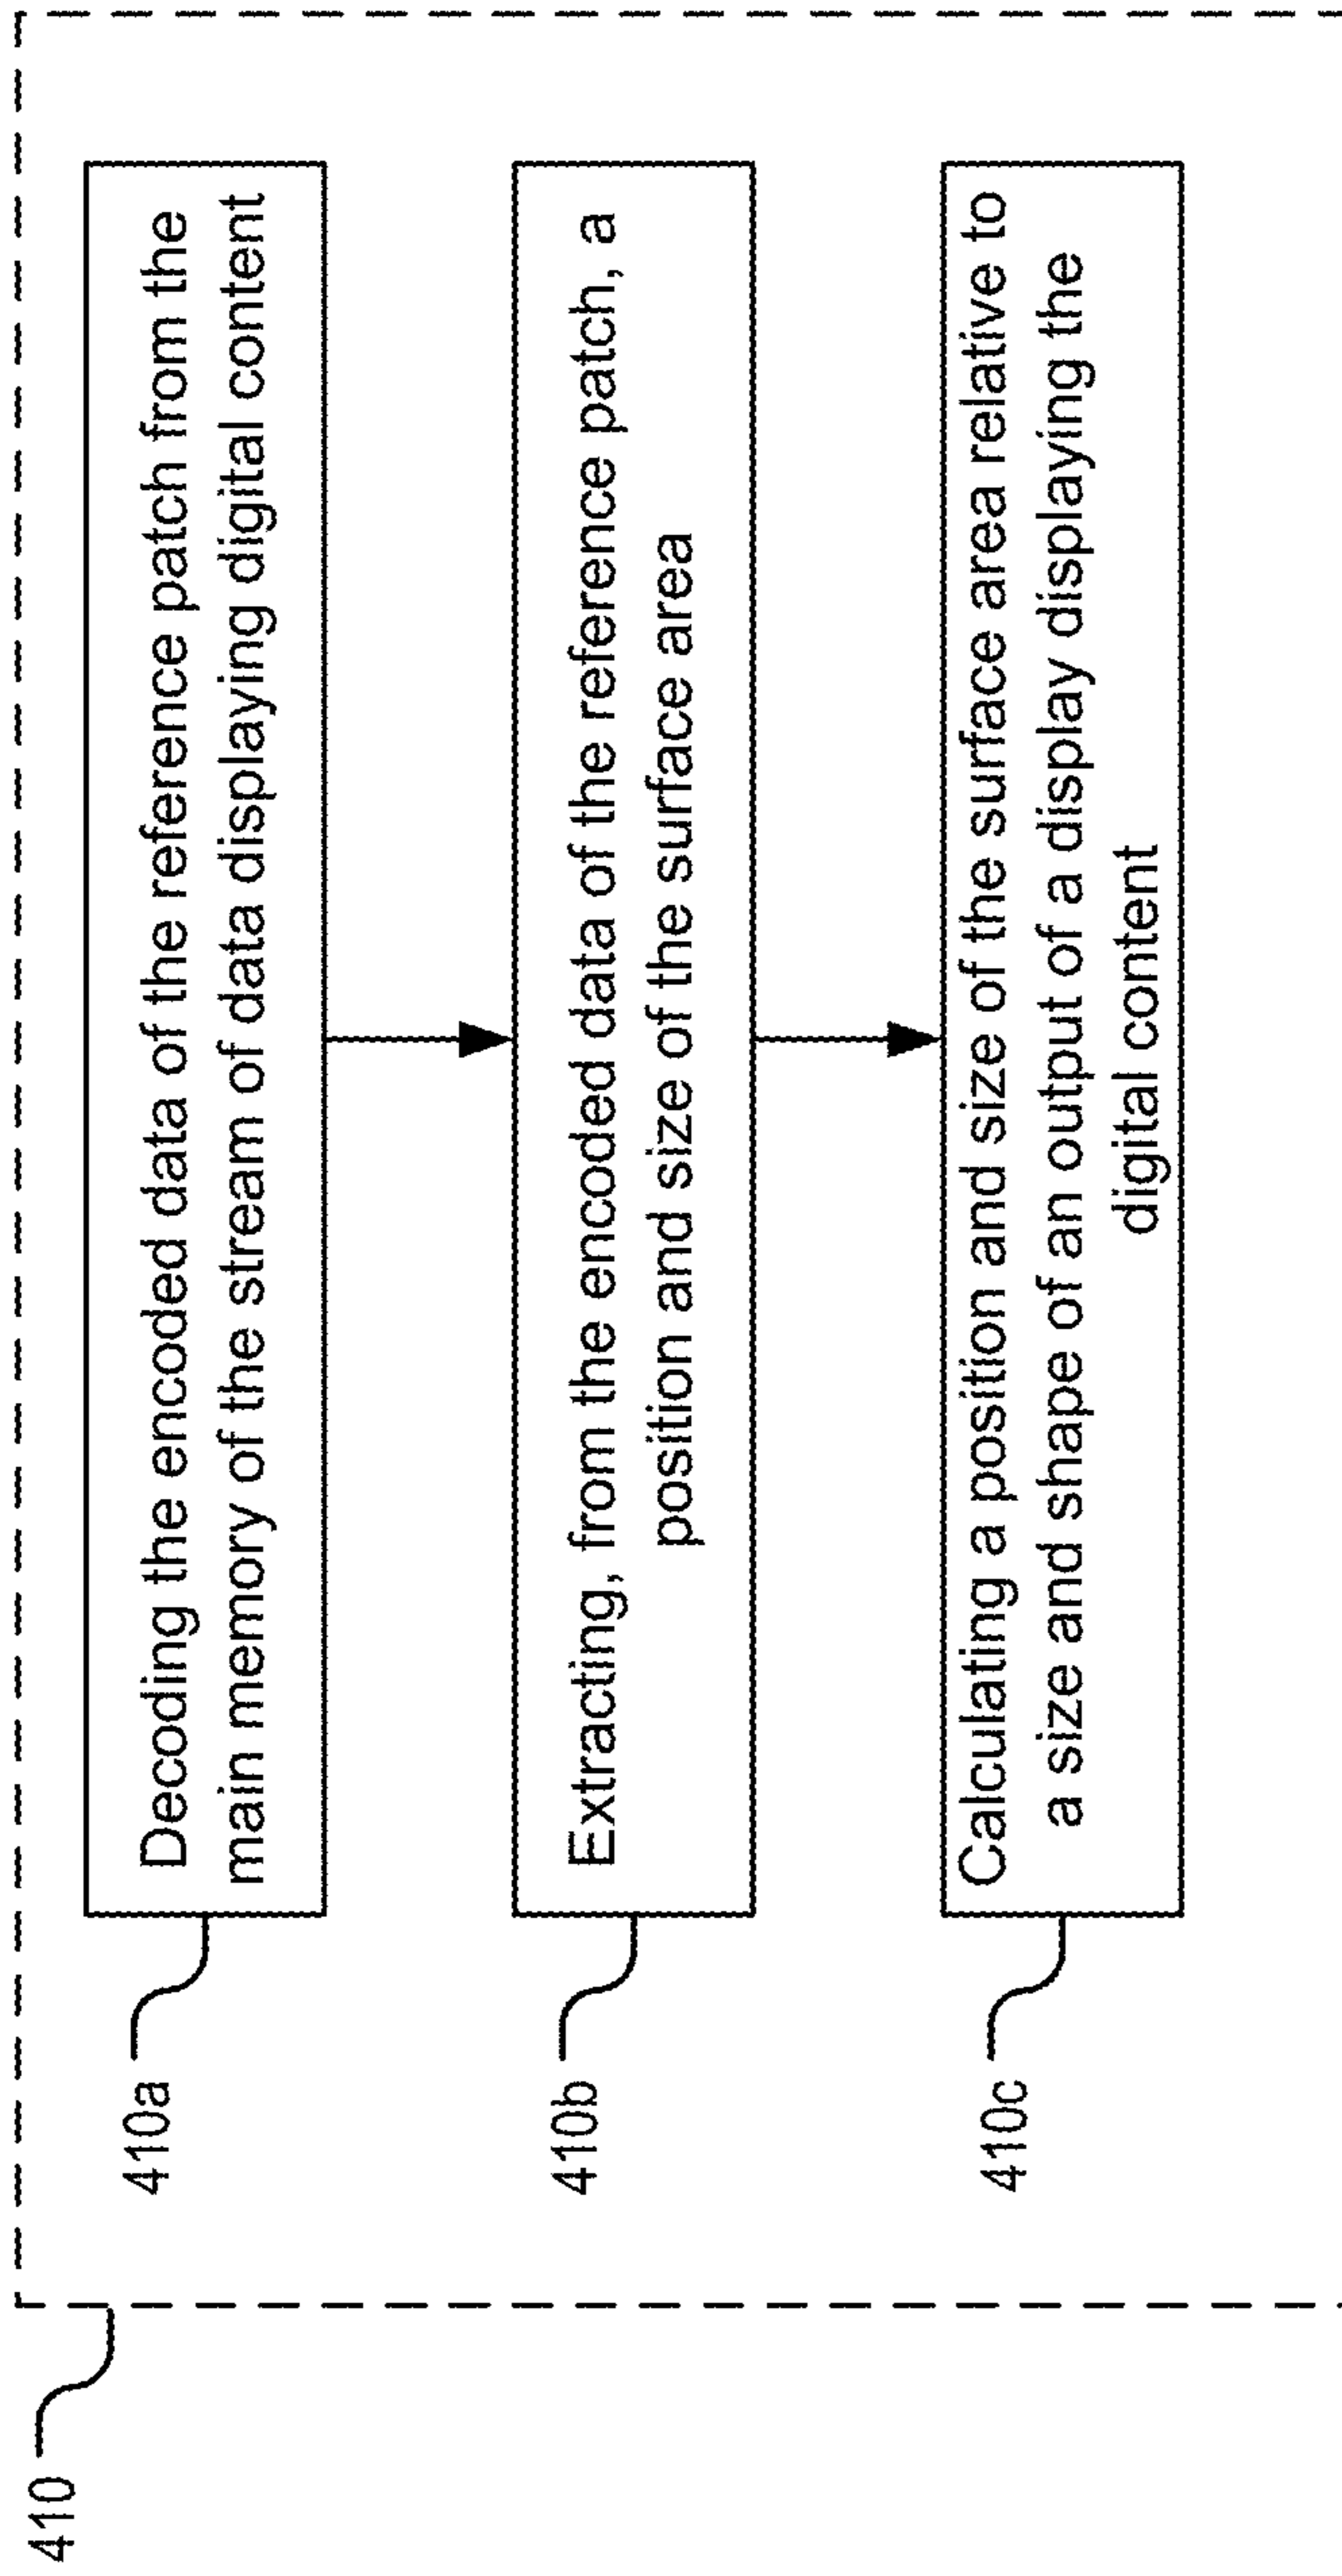 410
410a
Decoding the encoded data of the reference patch from the
main memory of the stream of data displaying digital content
410b
Extracting, from the encoded data of the reference patch, a
position and size of the surface area
410c
Calculating a position and size of the surface area relative to
a size and shape of an output of a display displaying the
digital content